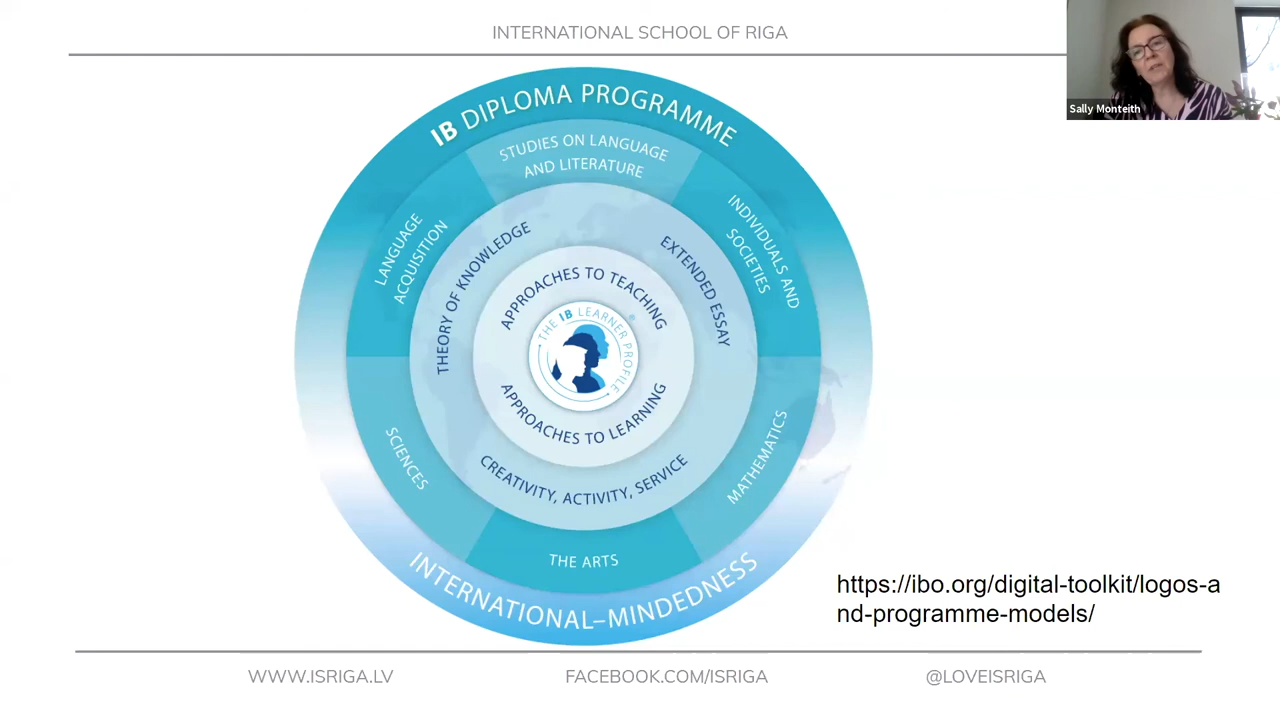 INTERNATIONAL SCHOOL OF RIGA
Sally Monteith
IB DIPLOMA PROGRAMME
STUDIES ON LANGUAGE
AND LITERATURE
LANGUAGE
ACQUISITION
INDIVIDUALS AND
SOCIETIES
THEORY OF KNOWLEDGE
EXTENDED ESSAY
APPROACHES TO TEACHING
THE IB LEARNER PROFILE
®
APPROACHES TO LEARNING
SCIENCES
MATHEMATICS
CREATIVITY, ACTIVITY, SERVICE
THE ARTS
INTERNATIONAL–MINDEDNESS
https://ibo.org/digital-toolkit/logos-a
nd-programme-models/
WWW.ISRIGA.LV
FACEBOOK.COM/ISRIGA
@LOVEISRIGA